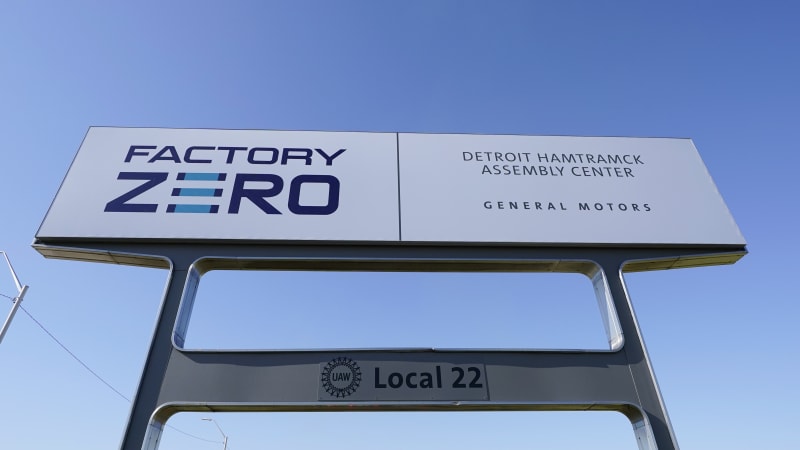 FACTORY
ZERO
DETROIT HAMTRAMCK
ASSEMBLY CENTER
GENERAL MOTORS
UAW
Local 22